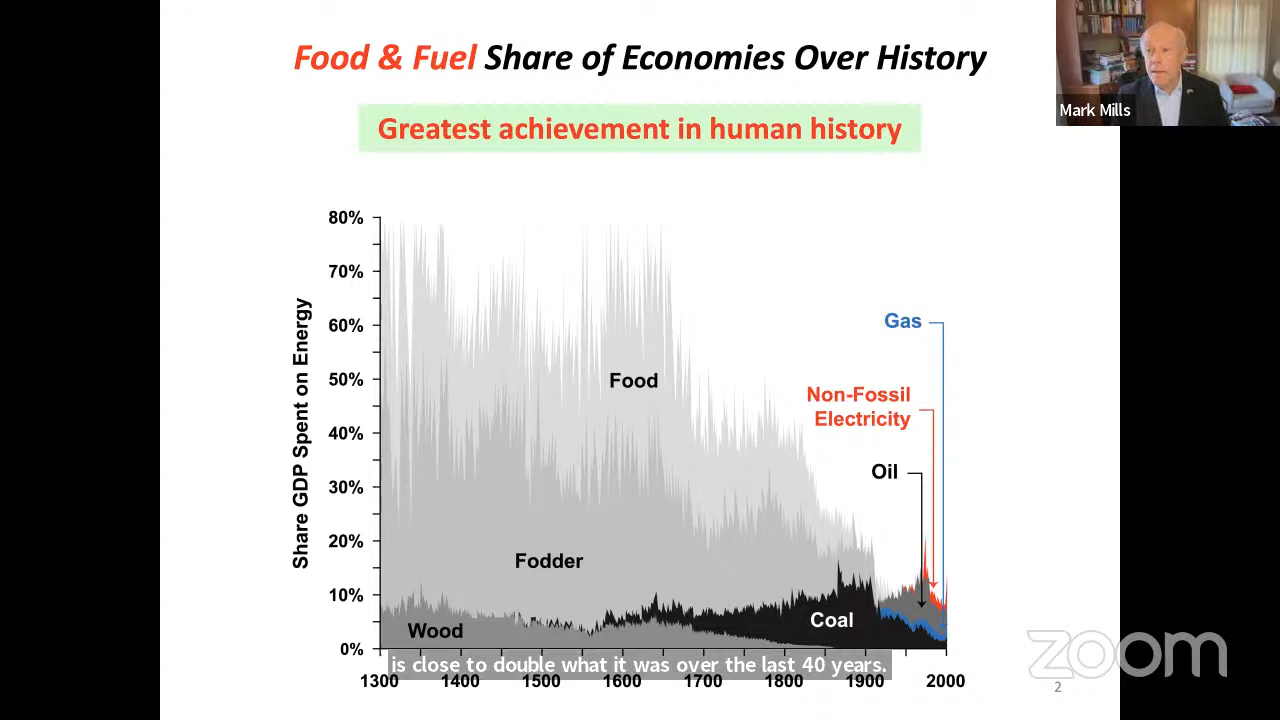 Food & Fuel Share of Economies Over History
Mark Mills
Greatest achievement in human history
80%
70%
60%
50%
40%
30%
20%
10%
0%
Share GDP Spent on Energy
Gas
Non-Fossil
Electricity
Oil
Food
Fodder
Coal
Wood
is close to double what it was over the last 40 years.
1300
1400
1500
1600
1700
1800
1900
2000
zoom
2